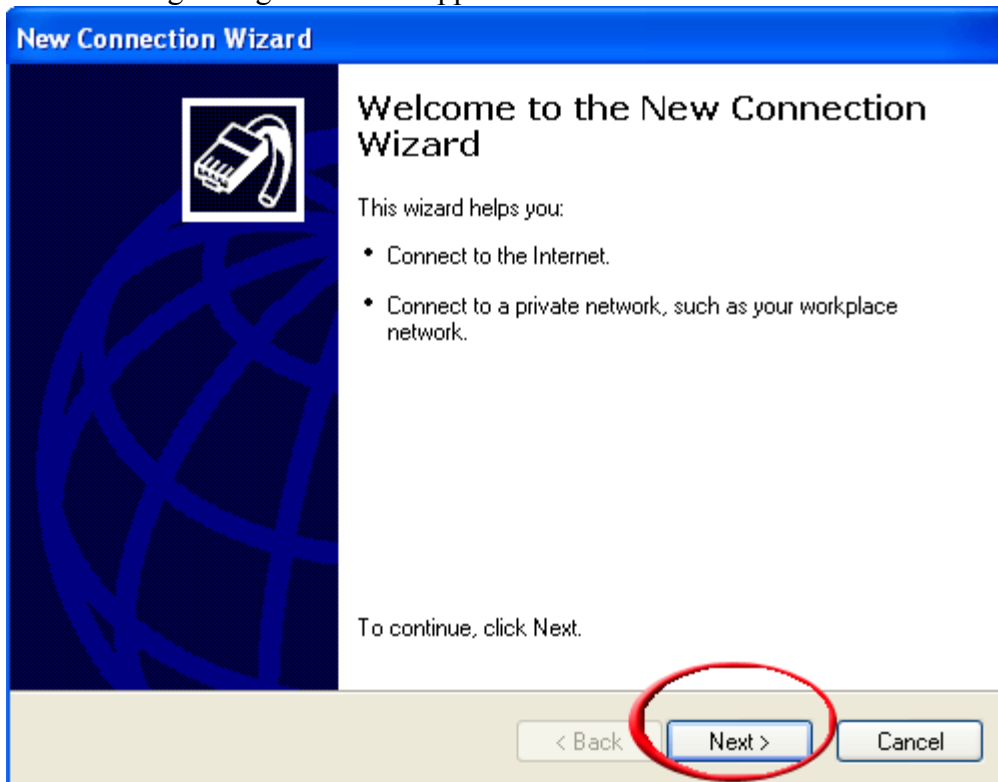 New Connection Wizard
Welcome to the New Connection
Wizard
This wizard helps you:
• Connect to the Internet.
• Connect to a private network, such as your workplace
network.
To continue, click Next.
< Back
Next >
Cancel